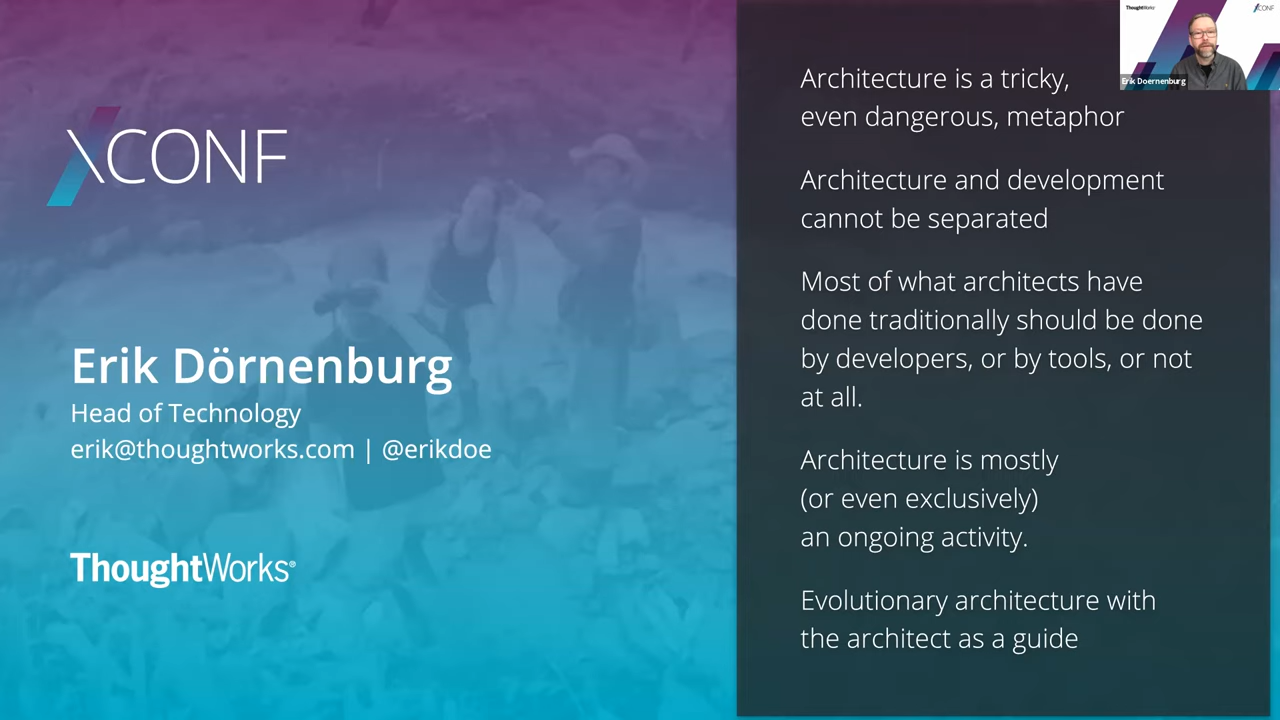 XCONF
Erik Dörnenburg
Head of Technology
erik@thoughtworks.com | @erikdoe
ThoughtWorks®
Architecture is a tricky,
even dangerous, metaphor
Architecture and development
cannot be separated
Most of what architects have
done traditionally should be done
by developers, or by tools, or not
at all.
Architecture is mostly
(or even exclusively)
an ongoing activity.
Evolutionary architecture with
the architect as a guide
ThoughtWorks
XCONF
Erik Doernenburg